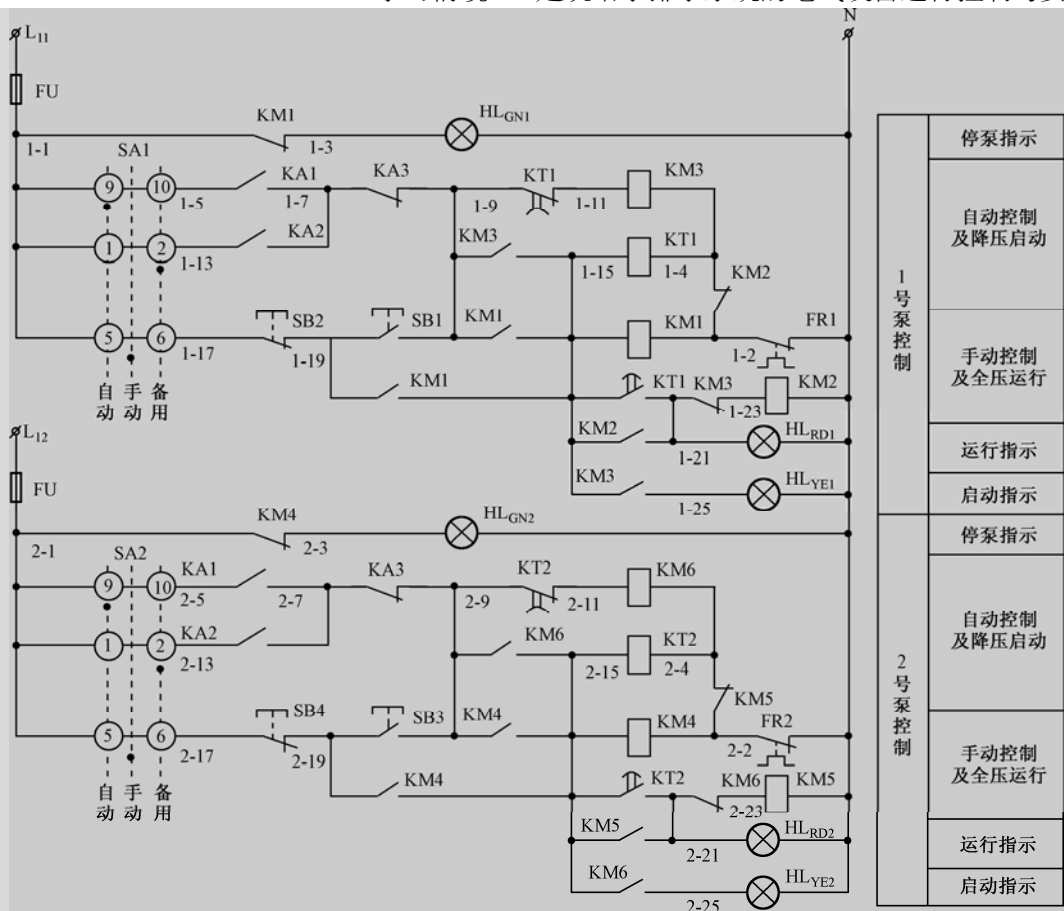 L11
N
FU
KM1
HLGN1
1-1
1-3
SA1
9
10
KA1
KA3
KT1
KM3
1-5
1-7
1-9
1-11
1
2
KA2
KM3
KT1
1-13
1-15
1-4
KM2
5
6
SB2
SB1
KM1
KM1
FR1
1-17
1-19
1-2
自动
手动
备用
KM1
KT1
KM3
KM2
1-23
KM2
HLRD1
1-21
KM3
HLYE1
1-25
1号泵控制
停泵指示
自动控制
及降压启动
手动控制
及全压运行
运行指示
启动指示
L12
FU
KM4
HLGN2
2-1
2-3
SA2
9
10
KA1
KA3
KT2
KM6
2-5
2-7
2-9
2-11
1
2
KA2
KM6
KT2
2-13
2-15
2-4
KM5
5
6
SB4
SB3
KM4
KM4
FR2
2-17
2-19
2-2
自动
手动
备用
KM4
KT2
KM6
KM5
2-23
KM5
HLRD2
2-21
KM6
HLYE2
2-25
2号泵控制
停泵指示
自动控制
及降压启动
手动控制
及全压运行
运行指示
启动指示